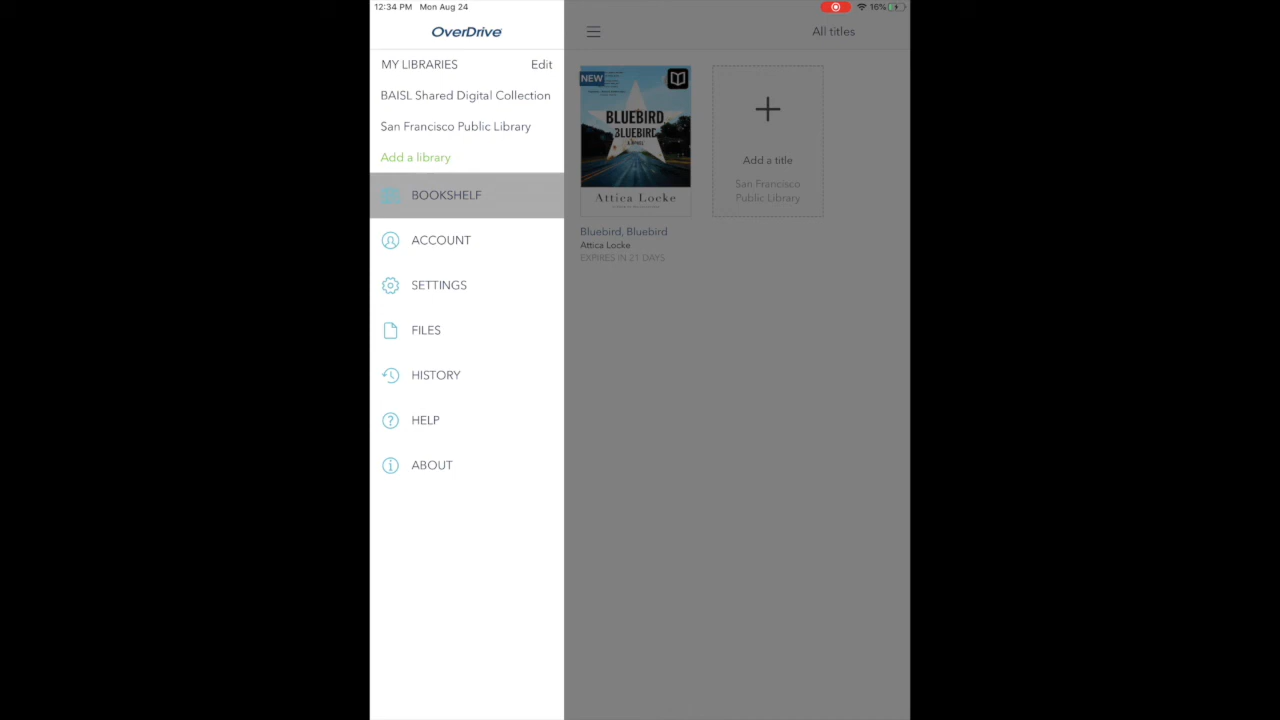 12:34 PM Mon Aug 24
16%
OverDrive
MY LIBRARIES Edit
BAISL Shared Digital Collection
San Francisco Public Library
Add a library
BOOKSHELF
ACCOUNT
SETTINGS
FILES
HISTORY
HELP
ABOUT
All titles
NEW
BLUEBIRD
BLUEBIRD
Attica Locke
Bluebird, Bluebird
Attica Locke
EXPIRES IN 21 DAYS
Add a title
San Francisco
Public Library